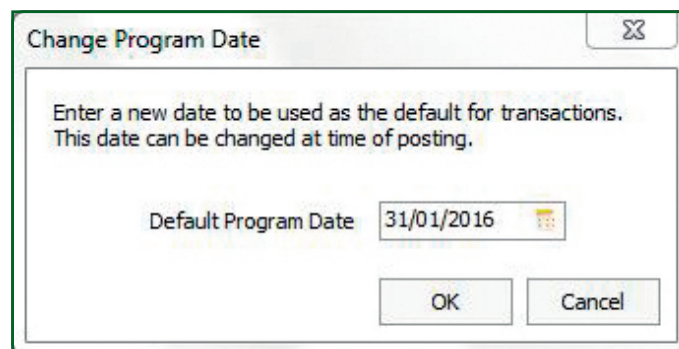 Change Program Date
Enter a new date to be used as the default for transactions.
This date can be changed at time of posting.
Default Program Date 31/01/2016
OK Cancel